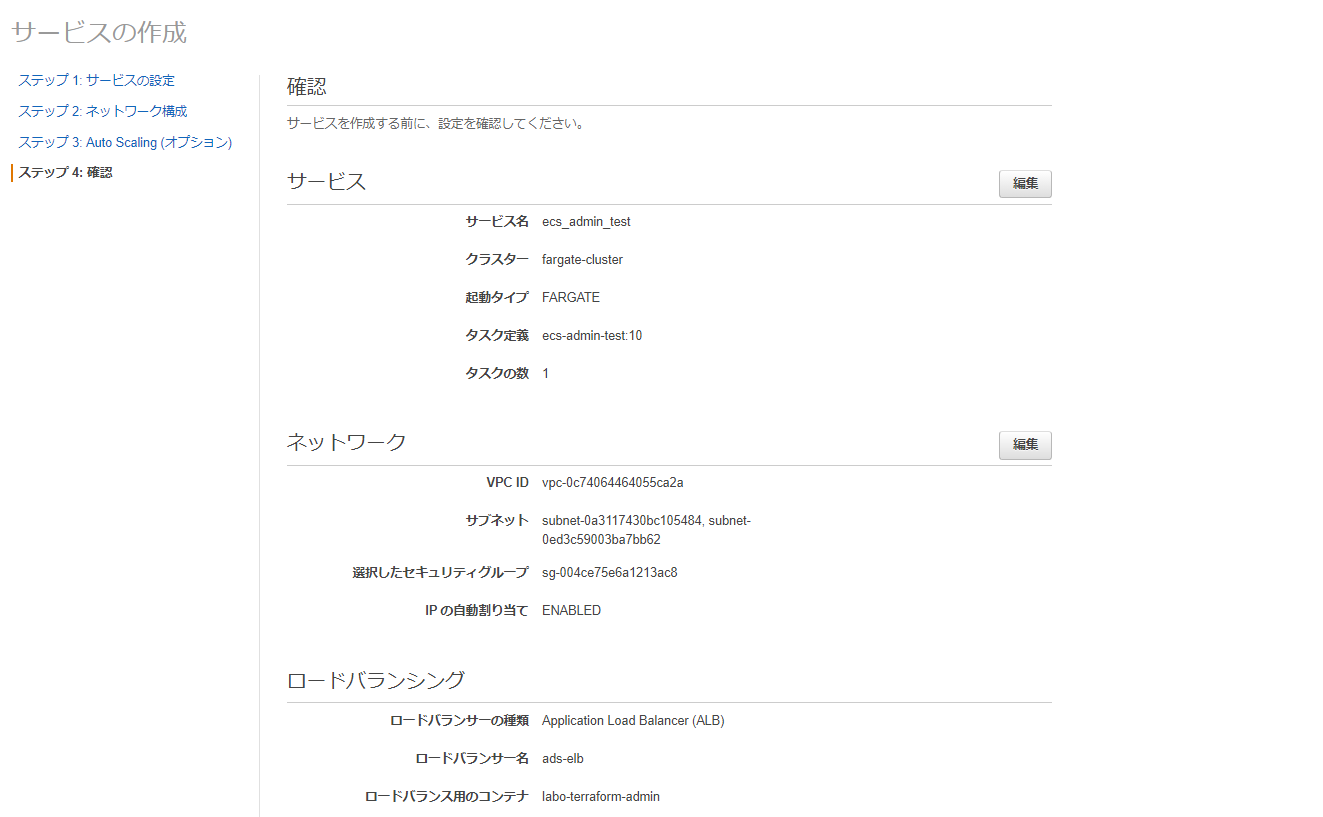 サービスの作成
ステップ 1: サービスの設定
ステップ 2: ネットワーク構成
ステップ 3: Auto Scaling (オプション)
ステップ 4: 確認
確認
サービスを作成する前に、設定を確認してください。
サービス
編集
サービス名 ecs_admin_test
クラスター fargate-cluster
起動タイプ FARGATE
タスク定義 ecs-admin-test:10
タスクの数 1
ネットワーク
編集
VPC ID vpc-0c74064464055ca2a
サブネット subnet-0a3117430bc105484, subnet-
0ed3c59003ba7bb62
選択したセキュリティグループ sg-004ce75e6a1213ac8
IP の自動割り当て ENABLED
ロードバランシング
ロードバランサーの種類 Application Load Balancer (ALB)
ロードバランサー名 ads-elb
ロードバランス用のコンテナ labo-terraform-admin